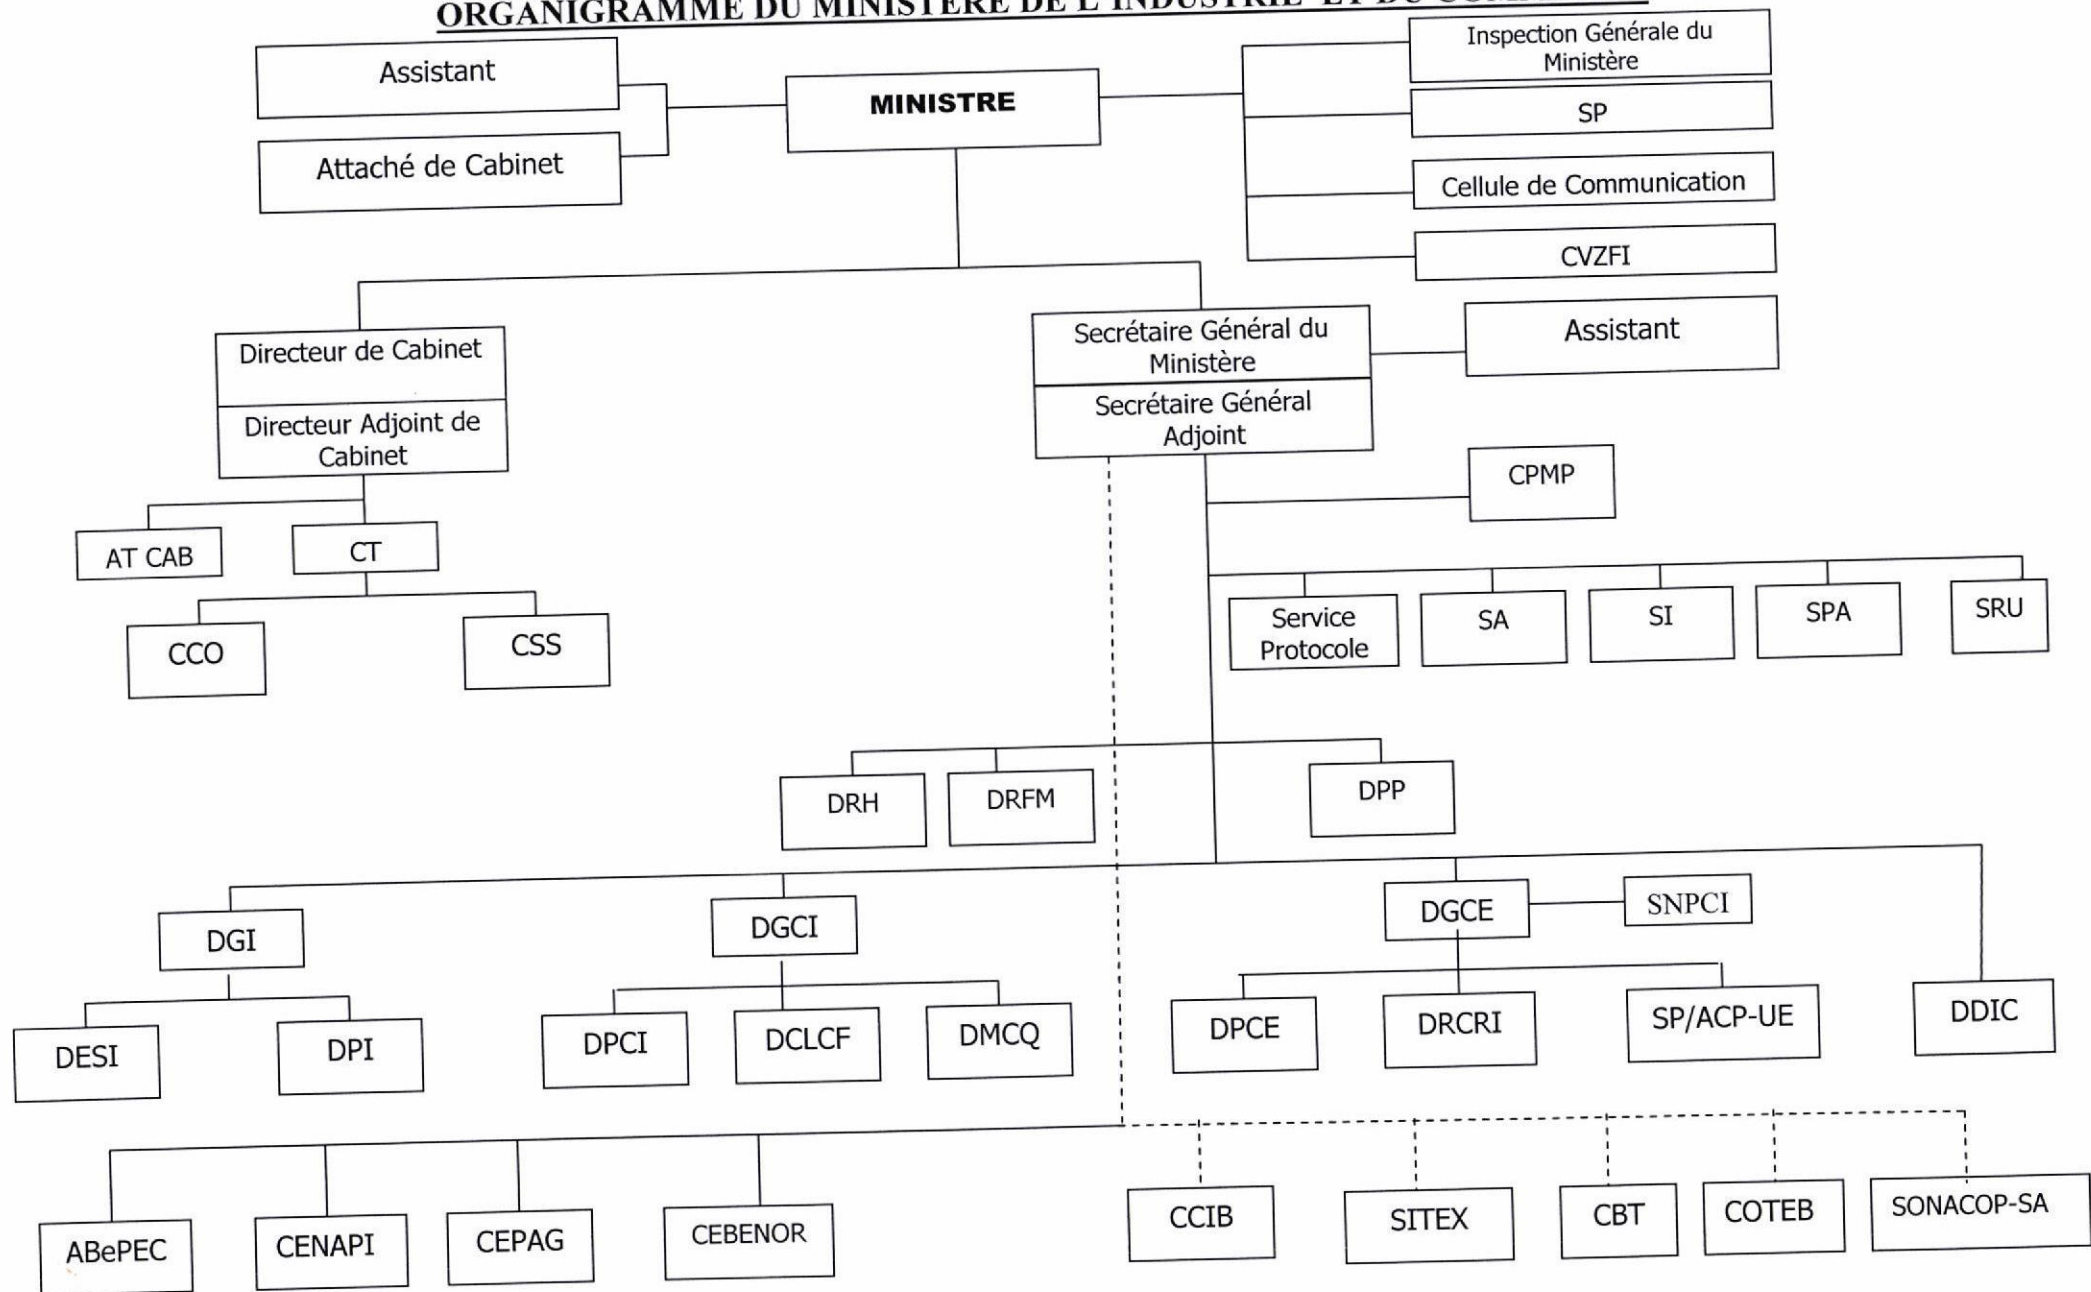 ORGANIGRAMME DU MINISTERE DE L'INDUSTRIE ET DU
Assistant
Attaché de Cabinet
MINISTRE
Inspection Générale du
Ministère
SP
Cellule de Communication
CVZFI
Directeur de Cabinet
Directeur Adjoint de
Cabinet
Secrétaire Général du
Ministère
Secrétaire Général
Adjoint
Assistant
CPMP
AT CAB
CT
CCO
CSS
Service
Protocole
SA
SI
SPA
SRU
DRH
DRFM
DPP
DGI
DGCI
DGCE
SNPCI
DESI
DPI
DPCI
DCLCF
DMCQ
DPCE
DRCRI
SP/ACP-UE
DDIC
ABePEC
CENAPI
CEPAG
CEBENOR
CCIB
SITEX
CBT
COTEB
SONACOP-SA